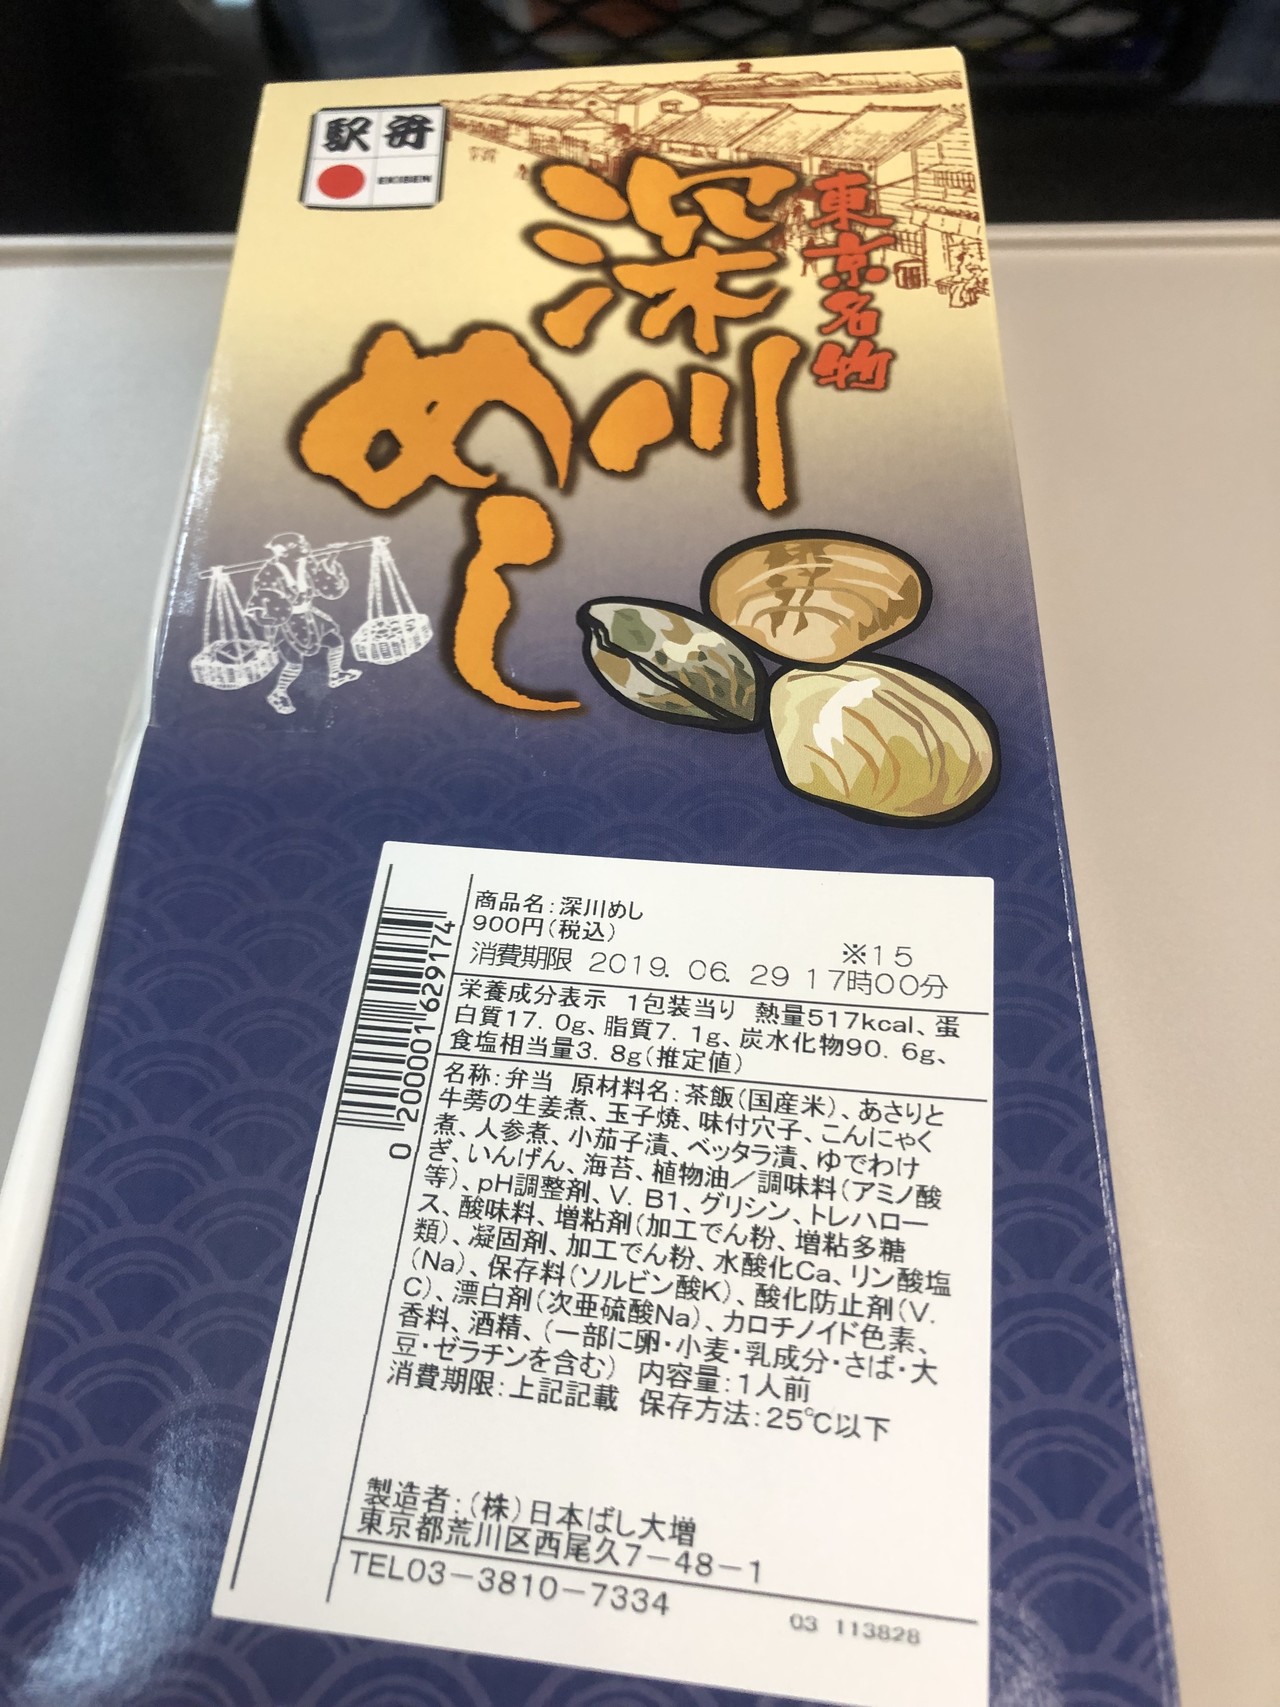 駅弁
EKIBEN
東京名物
深川
めし
商品名:深川めし
900円(税込)
※15
消費期限 2019. 06. 29 17時00分
栄養成分表示 1包装当り 熱量517kcal、蛋
白質17. 0g、脂質7. 1g、炭水化物90. 6g、
食塩相当量3. 8g(推定値)
名称:弁当 原材料名:茶飯(国産米)、あさりと
牛蒡の生姜煮、玉子焼、味付穴子、こんにゃく
煮、人参煮、小茄子漬、ベッタラ漬、ゆでわけ
ぎ、いんげん、海苔、植物油/調味料(アミノ酸
等)、pH調整剤、V. B1、グリシン、トレハロー
ス、酸味料、増粘剤(加工でん粉、増粘多糖
類)、凝固剤、加工でん粉、水酸化Ca、リン酸塩
(Na)、保存料(ソルビン酸K)、酸化防止剤(V.
C)、漂白剤(次亜硫酸Na)、カロチノイド色素、
香料、酒精、(一部に卵・小麦・乳成分・さば・大
豆・ゼラチンを含む) 内容量:1人前
消費期限:上記記載 保存方法:25℃以下
製造者:(株)日本ばし大増
東京都荒川区西尾久7-48-1
TEL03-3810-7334
03 113828
0 200001 629174